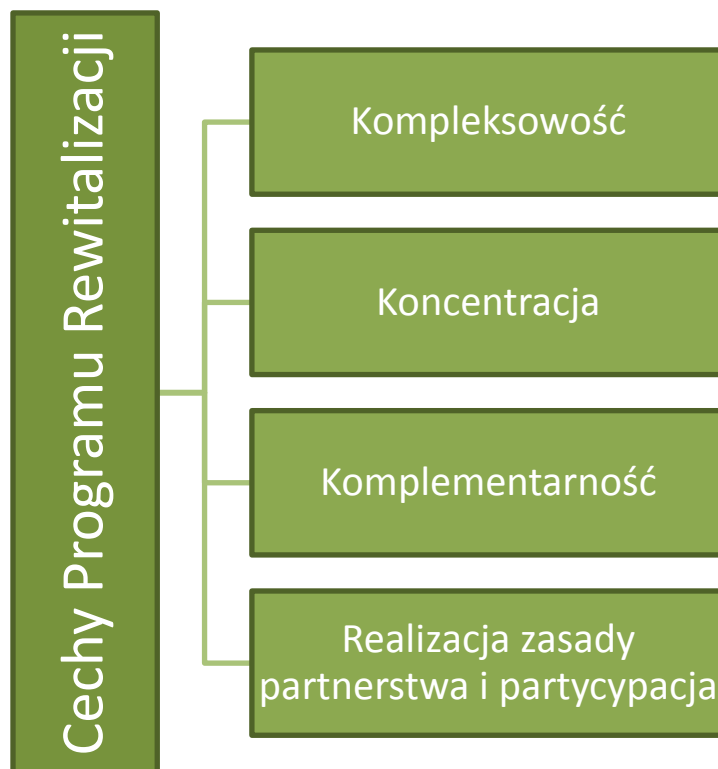 Cechy Programu Rewitalizacji
Kompleksowość
Koncentracja
Komplementarność
Realizacja zasady
partnerstwa i partycypacja